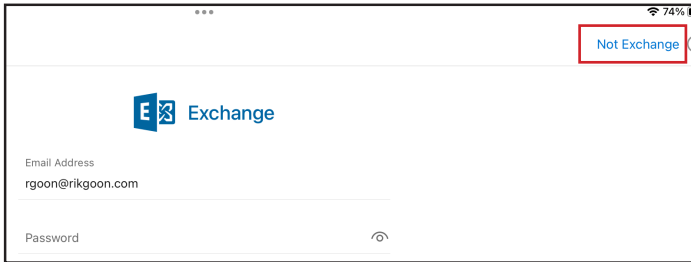 74%
Not Exchange
E Exchange
Email Address
rgoon@rikgoon.com
Password